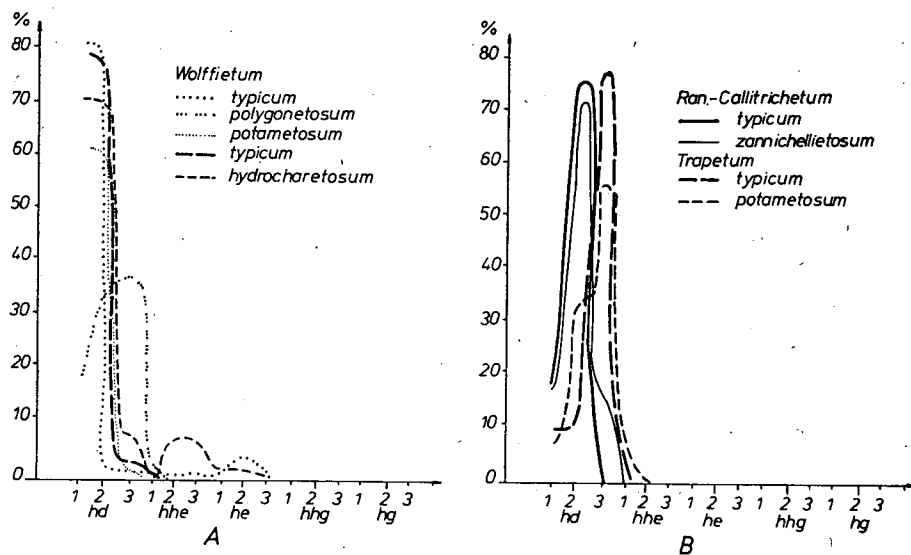 %
80
70
60
50
40
30
20
10
0
Wolffietum
typicum
polygonetosum
potametosum
typicum
hydrocharetosum
1 2 3 1 2 3 1 2 3 1 2 3 1 2 3
hd hhe he hhg hg
A
%
80
70
60
50
40
30
20
10
0
Ran.-Callitrichetum
typicum
zannichellietosum
Trapetum
typicum
potametosum
1 2 3 1 2 3 1 2 3 1 2 3 1 2 3
hd hhe he hhg hg
B